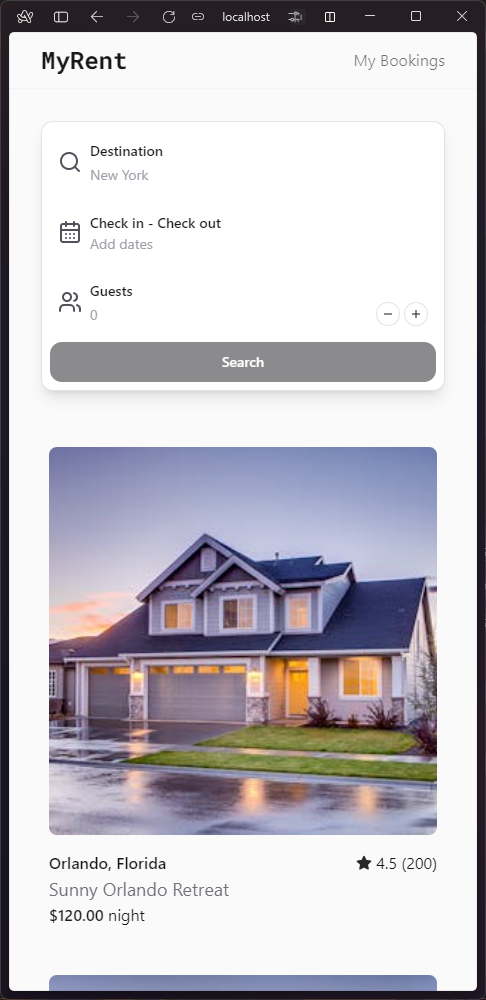 localhost
MyRent
My Bookings
Destination
New York
Check in - Check out
Add dates
Guests
0
Search
Orlando, Florida
4.5 (200)
Sunny Orlando Retreat
$120.00 night